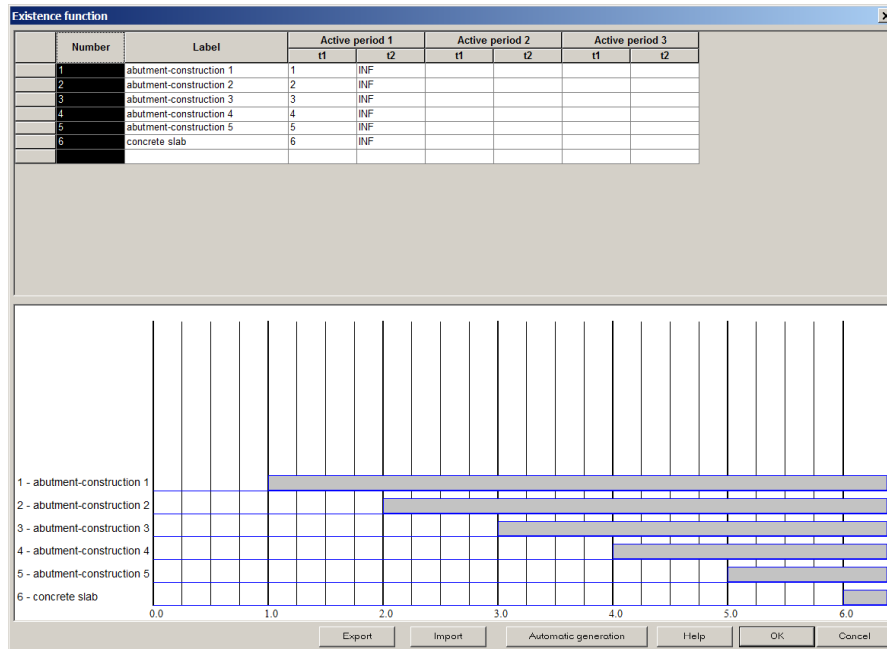 Existence function
Number Label Active period 1 Active period 2 Active period 3
t1 t2 t1 t2 t1 t2
1 abutment-construction 1 1 INF
2 abutment-construction 2 2 INF
3 abutment-construction 3 3 INF
4 abutment-construction 4 4 INF
5 abutment-construction 5 5 INF
6 concrete slab 6 INF
1 - abutment-construction 1
2 - abutment-construction 2
3 - abutment-construction 3
4 - abutment-construction 4
5 - abutment-construction 5
6 - concrete slab
0.0 1.0 2.0 3.0 4.0 5.0 6.0
Export Import Automatic generation Help OK Cancel